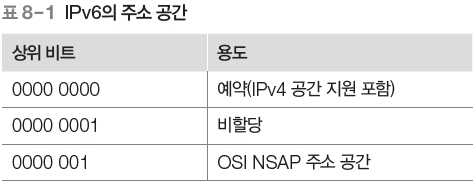 표 8-1 IPv6의 주소 공간
상위 비트 용도
0000 0000 예약(IPv4 공간 지원 포함)
0000 0001 비할당
0000 001 OSI NSAP 주소 공간